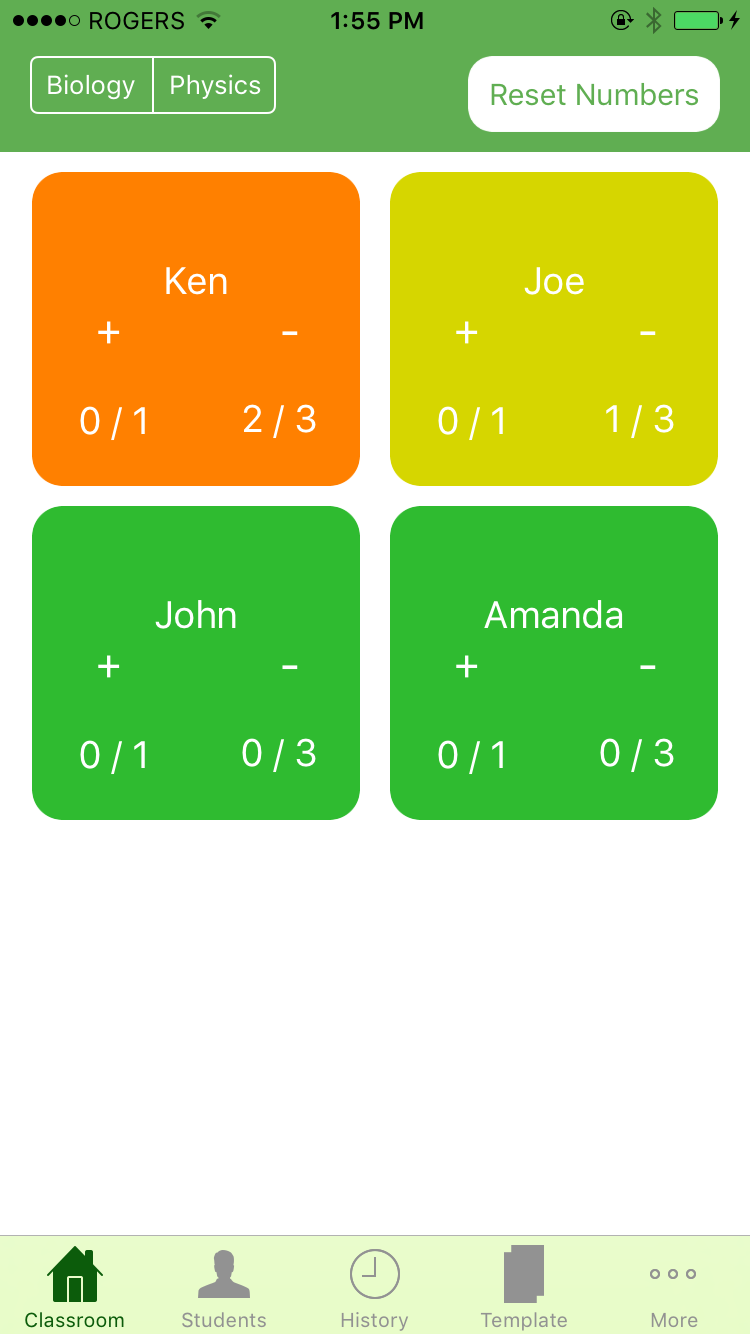 ROGERS 1:55 PM
Biology Physics Reset Numbers
Ken
+ -
0 / 1 2 / 3
Joe
+ -
0 / 1 1 / 3
John
+ -
0 / 1 0 / 3
Amanda
+ -
0 / 1 0 / 3
Classroom Students History Template More